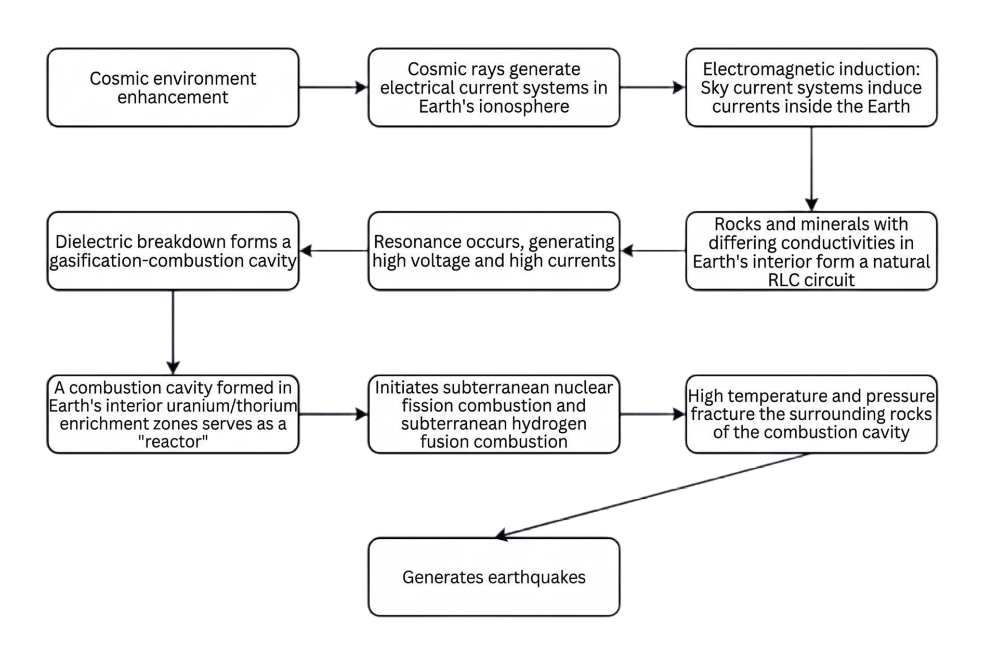 Cosmic environment
enhancement
Cosmic rays generate
electrical current systems in
Earth's ionosphere
Electromagnetic induction:
Sky current systems induce
currents inside the Earth
Rocks and minerals with
differing conductivities in
Earth's interior form a natural
RLC circuit
Resonance occurs, generating
high voltage and high currents
Dielectric breakdown forms a
gasification-combustion cavity
A combustion cavity formed in
Earth's interior uranium/thorium
enrichment zones serves as a
"reactor"
Initiates subterranean nuclear
fission combustion and
subterranean hydrogen
fusion combustion
High temperature and pressure
fracture the surrounding rocks
of the combustion cavity
Generates earthquakes